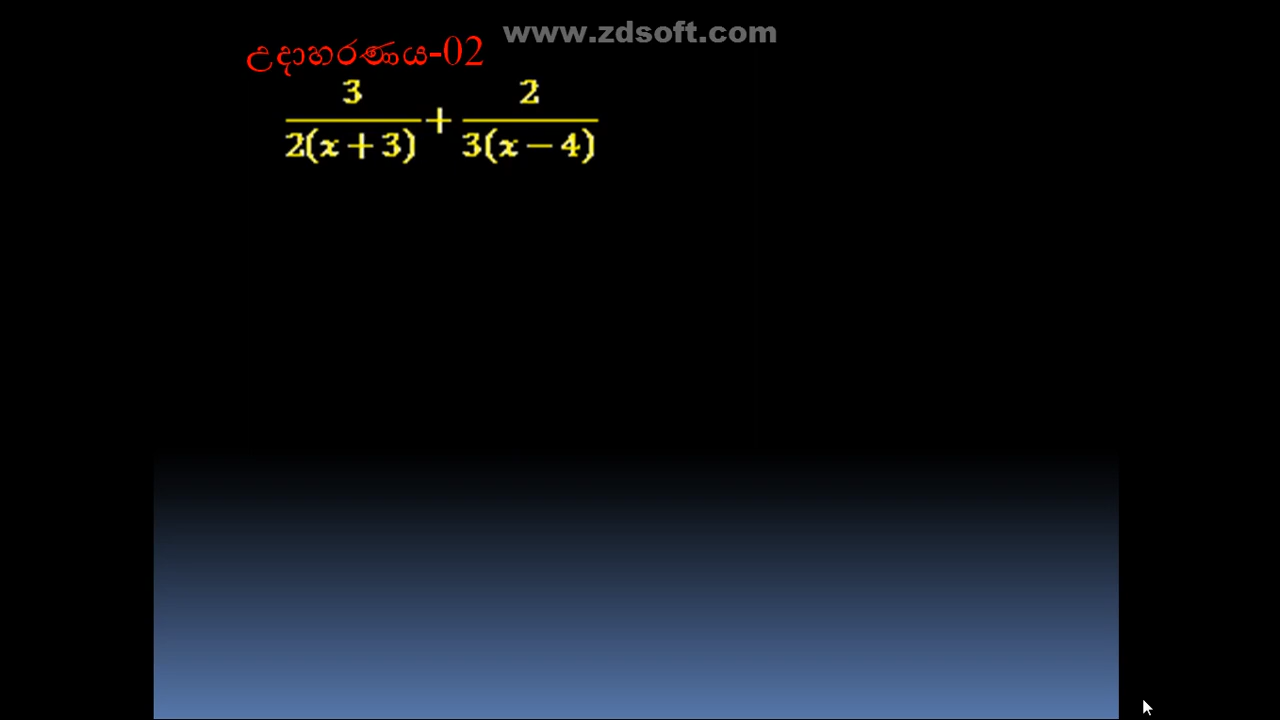 www.zdsoft.com
උදාහරණය-02
3/2(x + 3) + 2/3(x − 4)